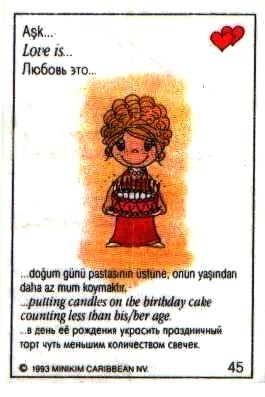 Aşk...
Love is...
Любовь это...
...doğum günü pastasının üstüne, onun yaşından
daha az mum koymaktır.
...putting candles on the birthday cake
counting less than his/her age.
...в день её рождения украсить праздничный
торт чуть меньшим количеством свечек.
© 1993 MINIKIM CARIBBEAN NV. 45